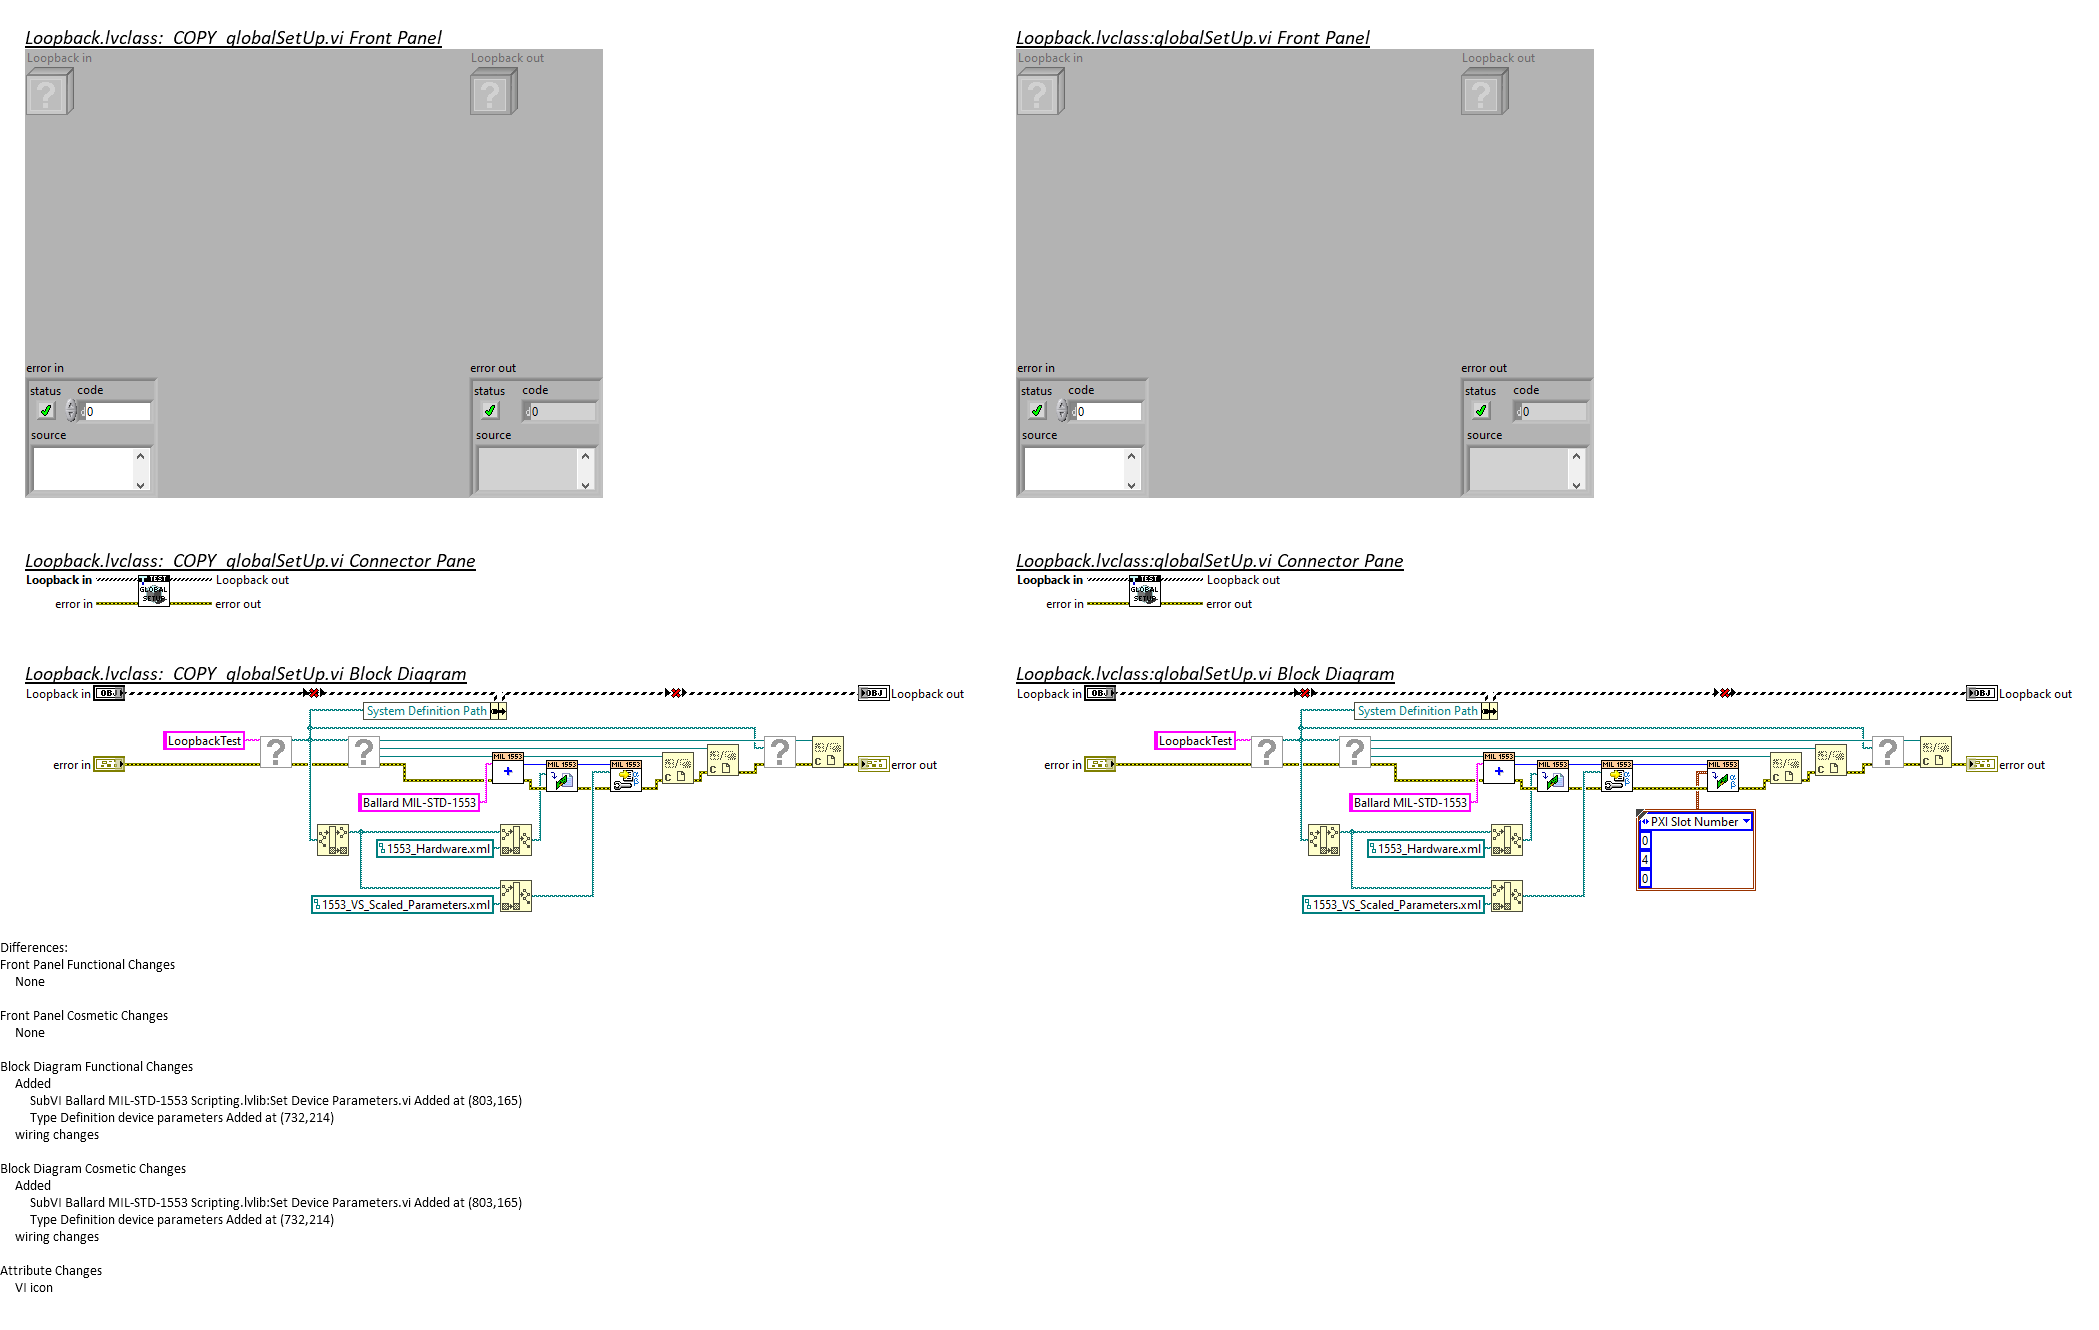 Loopback.lvclass:_COPY_globalSetUp.vi Front Panel
Loopback in
Loopback out
error in
status
code
d 0
source
error out
status
code
d 0
source
Loopback.lvclass:globalSetUp.vi Front Panel
Loopback in
Loopback out
error in
status
code
d 0
source
error out
status
code
d 0
source
Loopback.lvclass:_COPY_globalSetUp.vi Connector Pane
Loopback in
Loopback out
TEST
GLOBAL
SETUP
error in
error out
Loopback.lvclass:globalSetUp.vi Connector Pane
Loopback in
Loopback out
TEST
GLOBAL
SETUP
error in
error out
Loopback.lvclass:_COPY_globalSetUp.vi Block Diagram
Loopback in
OBJ
OBJ
Loopback out
System Definition Path
LoopbackTest
error in
MIL 1553
MIL 1553
MIL 1553
error out
Ballard MIL-STD-1553
1553_Hardware.xml
1553_VS_Scaled_Parameters.xml
Loopback.lvclass:globalSetUp.vi Block Diagram
Loopback in
OBJ
OBJ
Loopback out
System Definition Path
LoopbackTest
error in
MIL 1553
MIL 1553
MIL 1553
MIL 1553
error out
Ballard MIL-STD-1553
PXI Slot Number
0
4
0
1553_Hardware.xml
1553_VS_Scaled_Parameters.xml
Differences:
Front Panel Functional Changes
None
Front Panel Cosmetic Changes
None
Block Diagram Functional Changes
Added
SubVI Ballard MIL-STD-1553 Scripting.lvlib:Set Device Parameters.vi Added at (803,165)
Type Definition device parameters Added at (732,214)
wiring changes
Block Diagram Cosmetic Changes
Added
SubVI Ballard MIL-STD-1553 Scripting.lvlib:Set Device Parameters.vi Added at (803,165)
Type Definition device parameters Added at (732,214)
wiring changes
Attribute Changes
VI icon